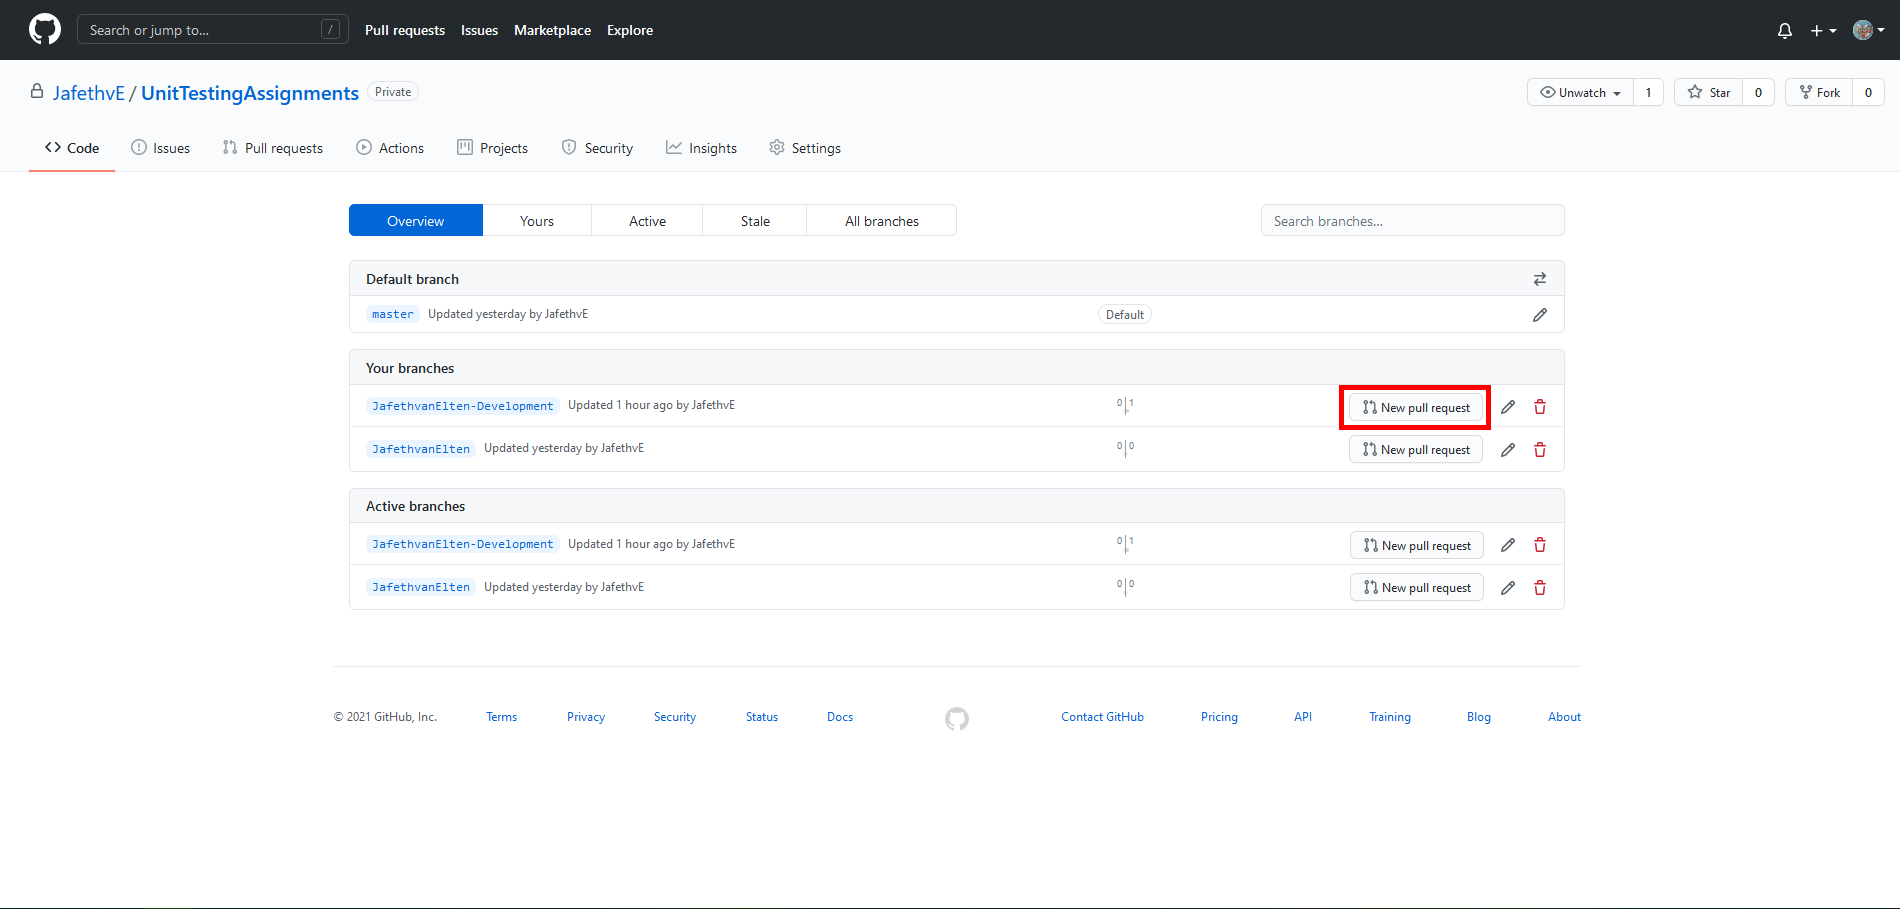 Search or jump to... / Pull requests Issues Marketplace Explore
JafethvE / UnitTestingAssignments Private Unwatch 1 Star 0 Fork 0
Code Issues Pull requests Actions Projects Security Insights Settings
Overview Yours Active Stale All branches Search branches...
Default branch
master Updated yesterday by JafethvE Default
Your branches
JafethvanElten-Development Updated 1 hour ago by JafethvE 0 1 New pull request
JafethvanElten Updated yesterday by JafethvE 0 0 New pull request
Active branches
JafethvanElten-Development Updated 1 hour ago by JafethvE 0 1 New pull request
JafethvanElten Updated yesterday by JafethvE 0 0 New pull request
© 2021 GitHub, Inc. Terms Privacy Security Status Docs Contact GitHub Pricing API Training Blog About